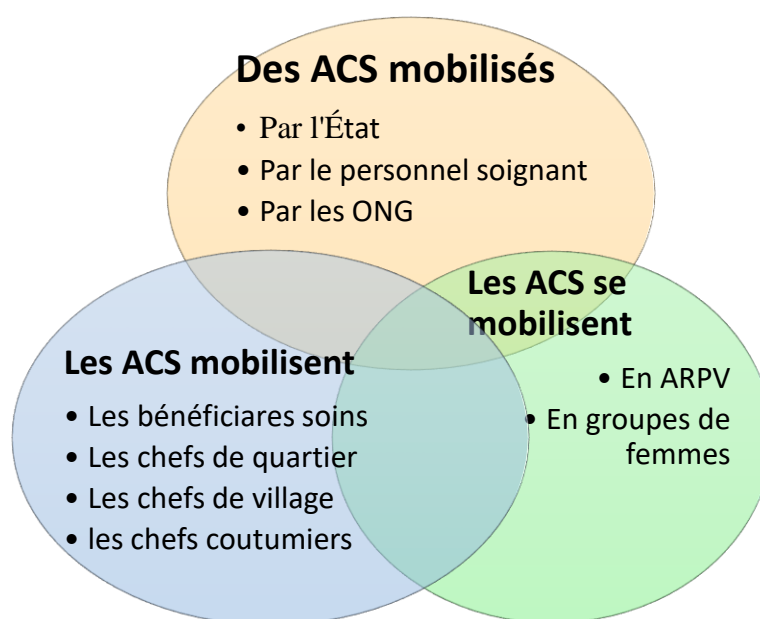 Des ACS mobilisés
• Par l'État
• Par le personnel soignant
• Par les ONG
Les ACS se
mobilisent
• En ARPV
• En groupes de
femmes
Les ACS mobilisent
• Les bénéficiares soins
• Les chefs de quartier
• Les chefs de village
• les chefs coutumiers